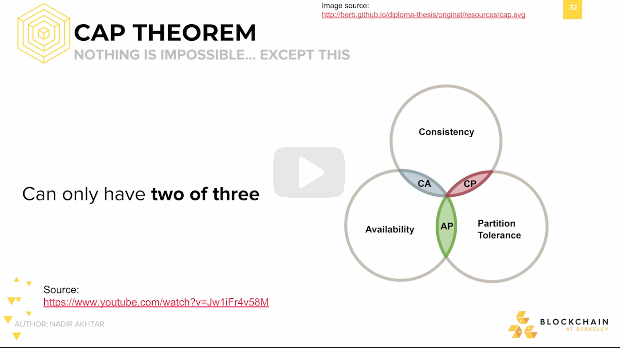 Image source:
http://berb.github.io/diploma-thesis/original/resources/cap.svg
32
CAP THEOREM
NOTHING IS IMPOSSIBLE... EXCEPT THIS
Consistency
CA
CP
Can only have two of three
Availability
AP
Partition
Tolerance
Source:
https://www.youtube.com/watch?v=Jw1iFr4v58M
AUTHOR: NADIR AKHTAR
BLOCKCHAIN
AT BERKELEY